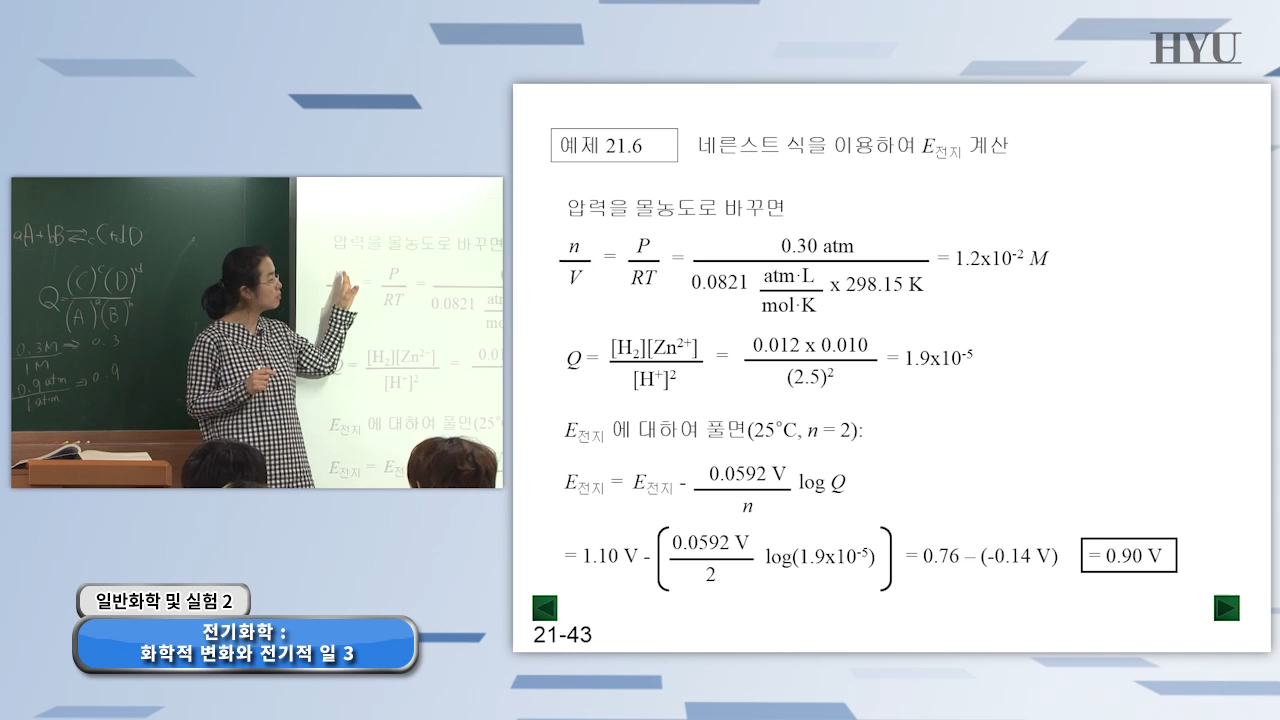 HYU
예제 21.6 네른스트 식을 이용하여 E전지 계산
압력을 몰농도로 바꾸면
n/V = P/RT = 0.30 atm / (0.0821 atm·L/mol·K x 298.15 K) = 1.2x10⁻² M
Q = [H₂][Zn²⁺]/[H⁺]² = 0.012 x 0.010 / (2.5)² = 1.9x10⁻⁵
E전지 에 대하여 풀면(25°C, n = 2):
E전지 = E전지 - 0.0592 V/n log Q
= 1.10 V - (0.0592 V/2 log(1.9x10⁻⁵)) = 0.76 – (-0.14 V) = 0.90 V
21-43
aA+bB⇄cC+dD
Q=(C)ᶜ(D)ᵈ/(A)ᵃ(B)ᵇ
0.3M/1M ⇒ 0.3
0.9atm/1atm ⇒ 0.9
압력을 몰농도로 바꾸면
= P/RT =
0.0821
[H₂][Zn²⁺]/[H⁺]² =
E전지 에 대하여 풀면(25°
E전지 =
일반화학 및 실험 2
전기화학 :
화학적 변화와 전기적 일 3